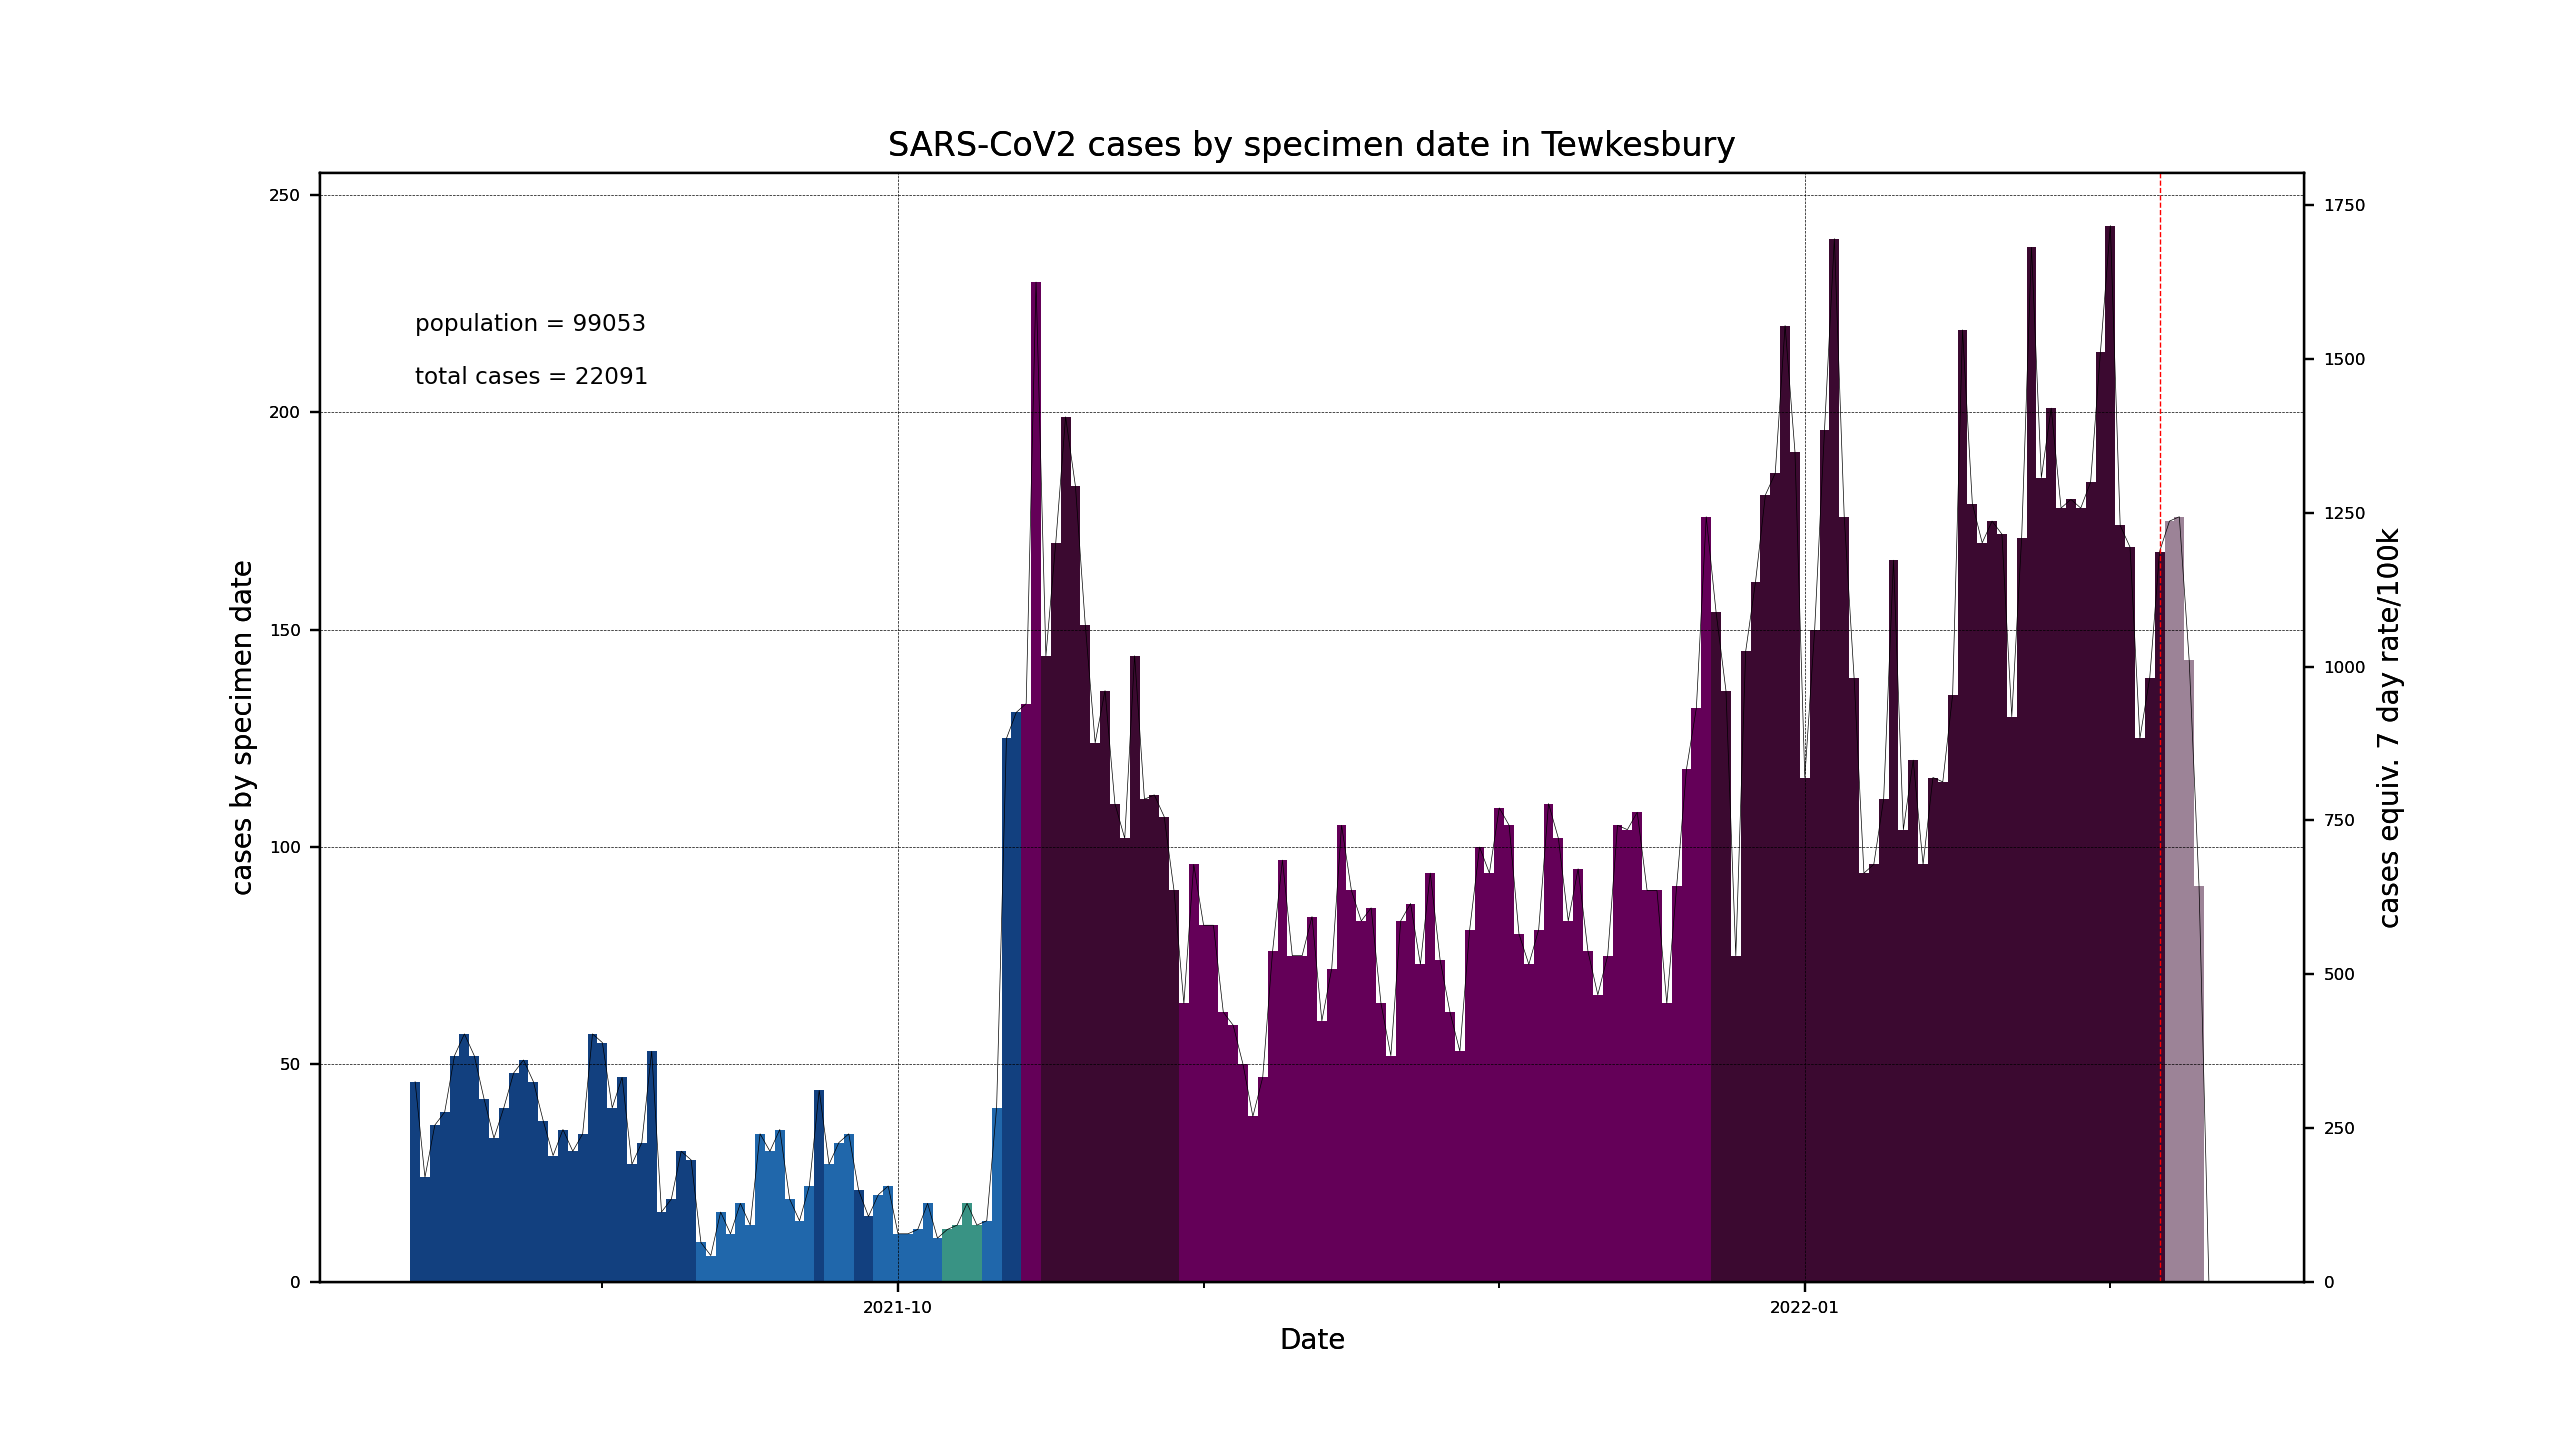 SARS-CoV2 cases by specimen date in Tewkesbury
population = 99053
total cases = 22091
cases by specimen date
250
200
150
100
50
0
1750
1500
1250
1000
750
500
250
0
cases equiv. 7 day rate/100k
2021-10
2022-01
Date